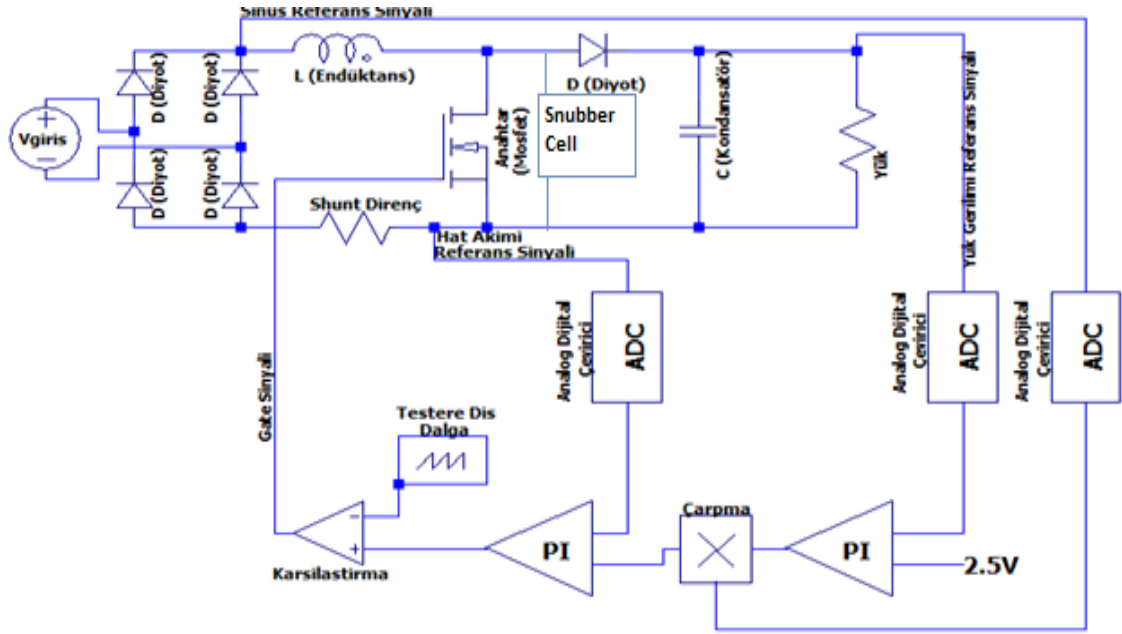 Sinus Referans Sinyali
D (Diyot)
D (Diyot)
L (Endüktans)
D (Diyot)
Snubber
Cell
Anahtar
(Mosfet)
C (Kondansatör)
Yük
Yük Gerilimi Referans Sinyali
+
Vgiris
−
D (Diyot)
D (Diyot)
Shunt Direnç
Hat Akimi
Referans Sinyali
Analog Dijital
Çevirici
ADC
Analog Dijital
Çevirici
ADC
Analog Dijital
Çevirici
ADC
Gate Sinyali
Testere Dis
Dalga
−
+
Karsilastirma
PI
Çarpma
PI
2.5V